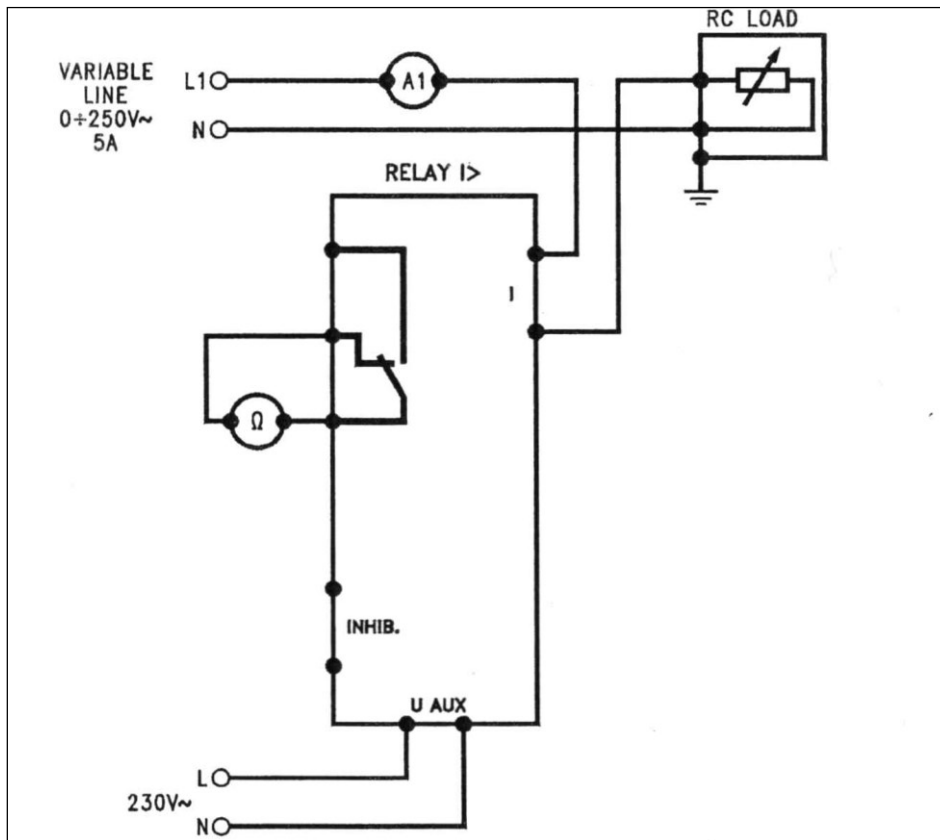 RC LOAD
VARIABLE
LINE
0÷250V~
5A
L1
A1
N
RELAY I>
I
Ω
INHIB.
U AUX
L
230V~
N